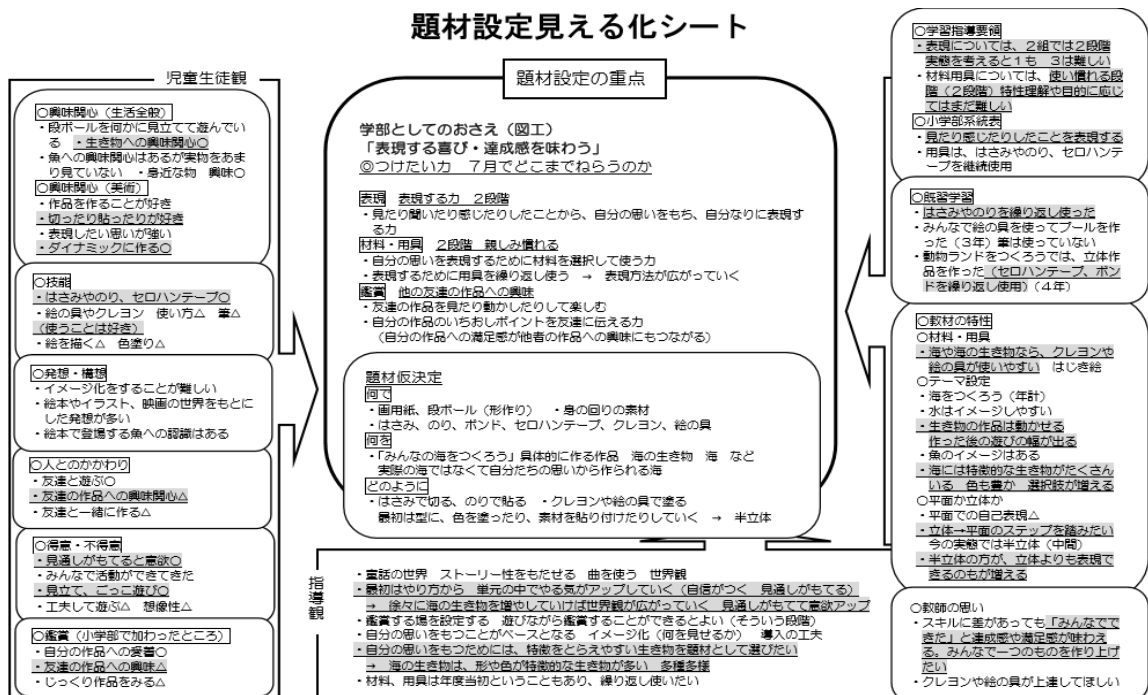 題材設定見える化シート
児童生徒観
○興味関心（生活全般）
・段ボールを何かに見立てて遊んでいる　・生き物への興味関心○
・魚への興味関心はあるが実物をあまり見ていない　・身近な物　興味○
○興味関心（美術）
・作品を作ることが好き
・切ったり貼ったりが好き
・表現したい思いが強い
・ダイナミックに作る○
○技能
・はさみやのり、セロハンテープ○
・絵の具やクレヨン　使い方△　筆△
（使うことは好き）
・絵を描く△　色塗り△
○発想・構想
・イメージ化をすることが難しい
・絵本やイラスト、映画の世界をもとにした発想が多い
・絵本で登場する魚への認識はある
○人とのかかわり
・友達と遊ぶ○
・友達の作品への興味関心△
・友達と一緒に作る△
○得意・不得意
・見通しがもてると意欲○
・みんなで活動ができてきた
・見立て、ごっこ遊び○
・工夫して遊ぶ△　想像性△
○鑑賞（小学部で加わったところ）
・自分の作品への愛着○
・友達の作品への興味△
・じっくり作品をみる△
題材設定の重点
学部としてのおさえ（図工）
「表現する喜び・達成感を味わう」
◎つけたい力　７月でどこまでねらうのか
表現　表現する力　２段階
・見たり聞いたり感じたりしたことから、自分の思いをもち、自分なりに表現す
る力
材料・用具　２段階　親しみ慣れる
・自分の思いを表現するために材料を選択して使う力
・表現するために用具を繰り返し使う　→　表現方法が広がっていく
鑑賞　他の友達の作品への興味
・友達の作品を見たり動かしたりして楽しむ
・自分の作品のいちおしポイントを友達に伝える力
（自分の作品への満足感が他者の作品への興味にもつながる）
題材仮決定
何で
・画用紙、段ボール（形作り）　・身の回りの素材
・はさみ、のり、ボンド、セロハンテープ、クレヨン、絵の具
何を
・「みんなの海をつくろう」具体的に作る作品　海の生き物　海　など
実際の海ではなくて自分たちの思いから作られる海
どのように
・はさみで切る、のりで貼る　・クレヨンや絵の具で塗る
最初は型に、色を塗ったり、素材を貼り付けたりしていく　→　半立体
指導観
・童話の世界　ストーリー性をもたせる　曲を使う　世界観
・最初はやり方から　単元の中でやる気がアップしていく（自信がつく　見通しがもてる）
→　徐々に海の生き物を増やしていけば世界観が広がっていく　見通しがもてて意欲アップ
・鑑賞する場を設定する　遊びながら鑑賞することができるとよい（そういう段階）
・自分の思いをもつことがベースとなる　イメージ化（何を見せるか）　導入の工夫
・自分の思いをもつためには、特徴をとらえやすい生き物を題材として選びたい
→　海の生き物は、形や色が特徴的な生き物が多い　多種多様
・材料、用具は年度当初ということもあり、繰り返し使いたい
○学習指導要領
・表現については、２組では２段階
実態を考えると１も　３は難しい
・材料用具については、使い慣れる段
階（２段階）特性理解や目的に応じ
てはまだ難しい
○小学部系統表
・見たり感じたりしたことを表現する
・用具は、はさみやのり、セロハンテ
ープを継続使用
○既習学習
・はさみやのりを繰り返し使った
・みんなで絵の具を使ってプールを作
った（３年）筆は使っていない
・動物ランドをつくろうでは、立体作
品を作った（セロハンテープ、ボン
ドを繰り返し使用）（４年）
○教材の特性
○材料・用具
・海や海の生き物なら、クレヨンや
絵の具が使いやすい　はじき絵
○テーマ設定
・海をつくろう（年計）
・水はイメージしやすい
・生き物の作品は動かせる
作った後の遊びの幅が出る
・魚のイメージはある
・海には特徴的な生き物がたくさん
いる　色も豊か　選択肢が増える
○平面か立体か
・平面での自己表現△
・立体→平面のステップを踏みたい
今の実態では半立体（中間）
・半立体の方が、立体よりも表現で
きるのもが増える
○教師の思い
・スキルに差があっても「みんなでで
きた」と達成感や満足感が味わえ
る。みんなで一つのものを作り上げ
たい
・クレヨンや絵の具が上達してほしい